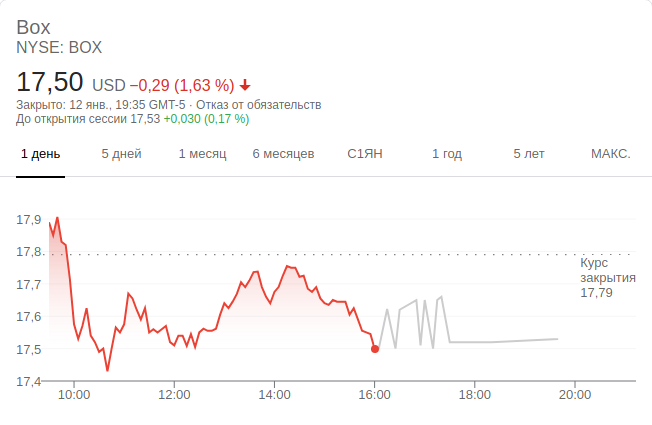 Box
NYSE: BOX
17,50 USD −0,29 (1,63 %)
Закрыто: 12 янв., 19:35 GMT-5 · Отказ от обязательств
До открытия сессии 17,53 +0,030 (0,17 %)
1 день 5 дней 1 месяц 6 месяцев С1ЯН 1 год 5 лет МАКС.
17,9
17,8
Курс
закрытия
17,79
17,7
17,6
17,5
17,4
10:00 12:00 14:00 16:00 18:00 20:00